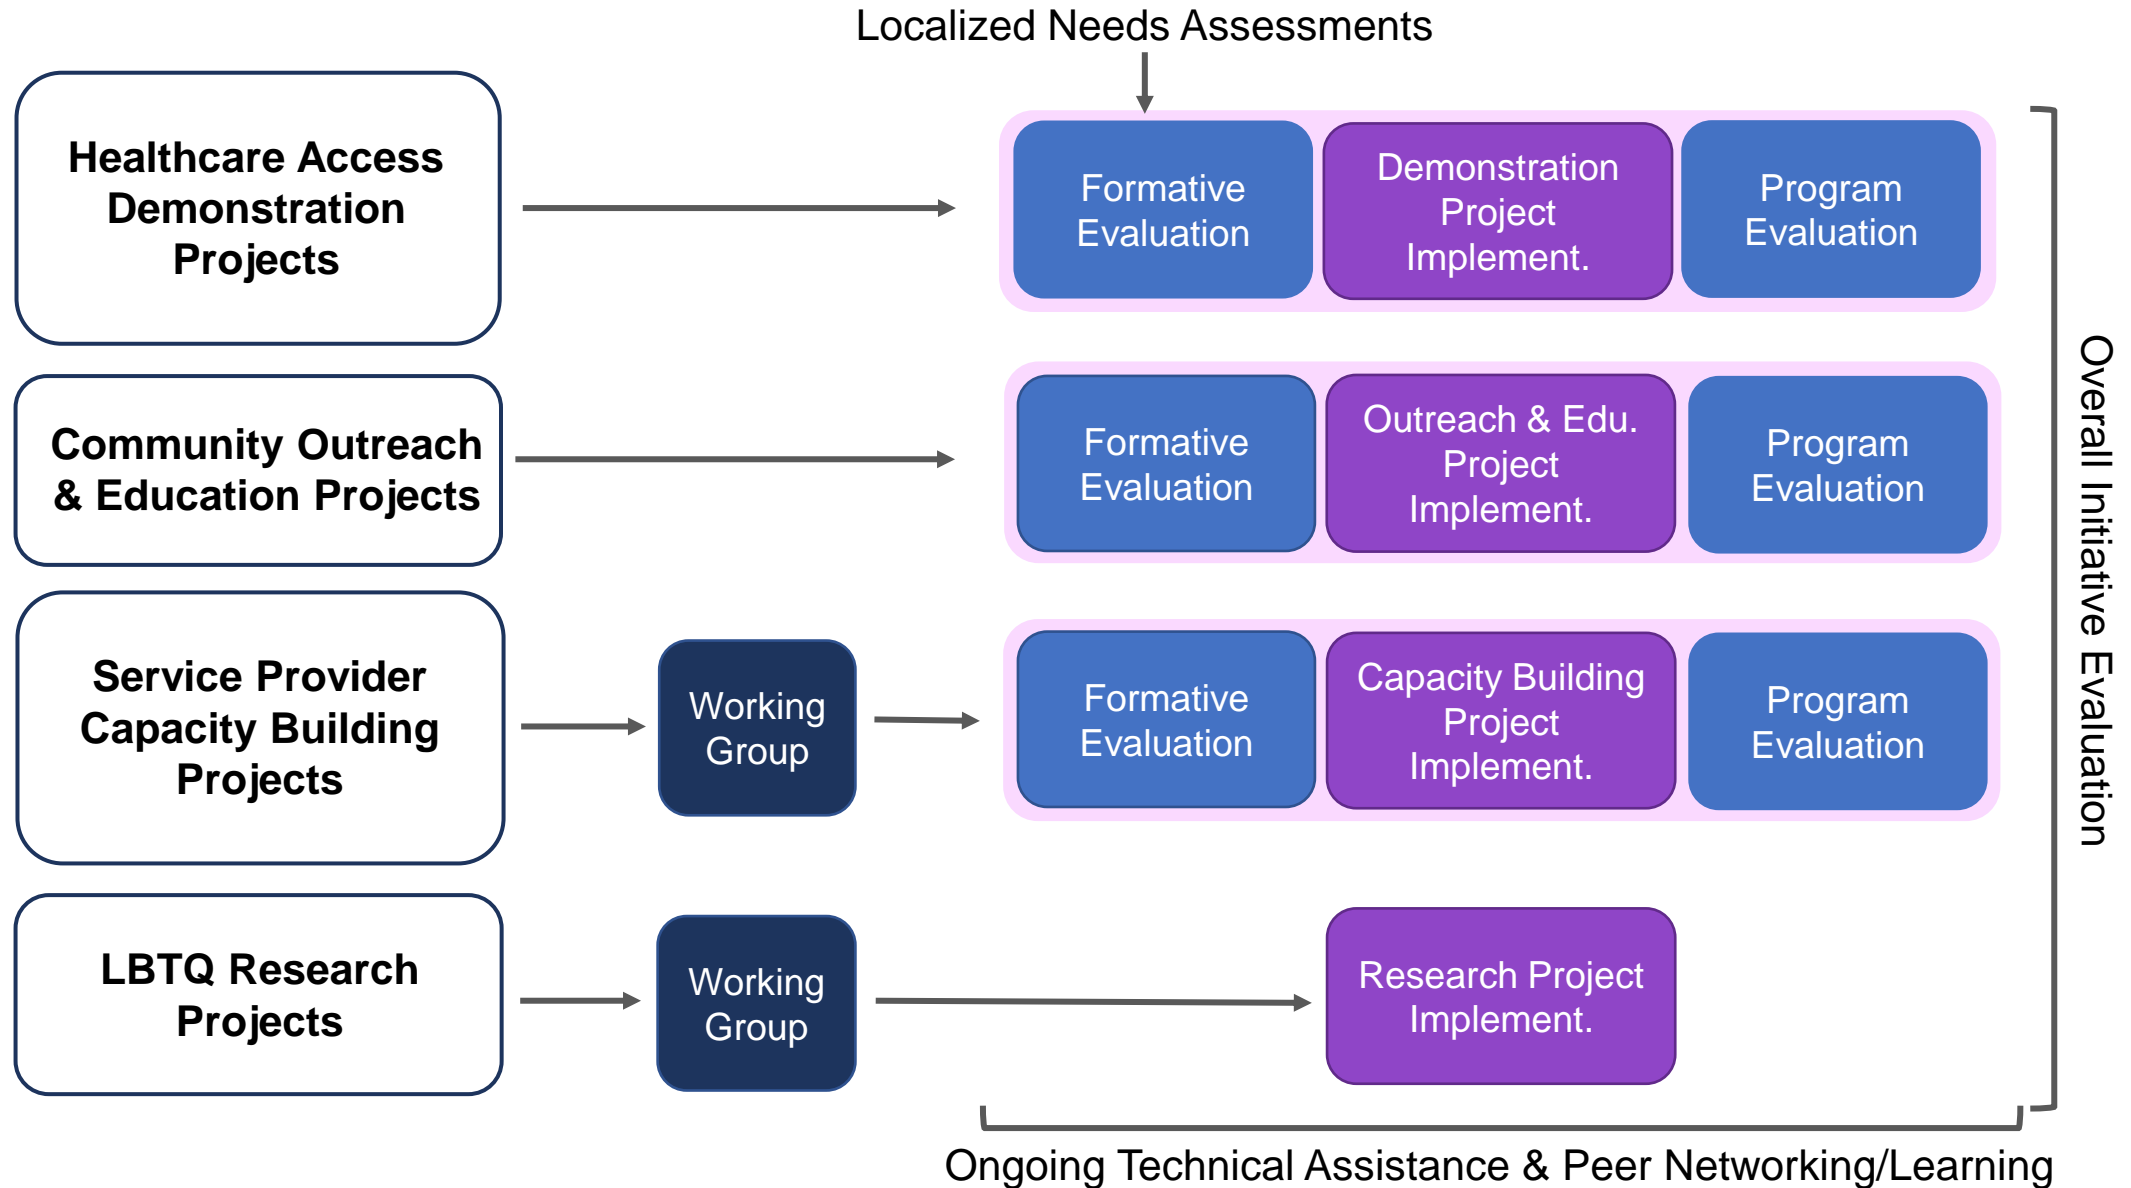 Localized Needs Assessments
Healthcare Access
Demonstration
Projects
Formative
Evaluation
Demonstration
Project
Implement.
Program
Evaluation
Community Outreach
& Education Projects
Formative
Evaluation
Outreach & Edu.
Project
Implement.
Program
Evaluation
Service Provider
Capacity Building
Projects
Working
Group
Formative
Evaluation
Capacity Building
Project
Implement.
Program
Evaluation
LBTQ Research
Projects
Working
Group
Research Project
Implement.
Overall Initiative Evaluation
Ongoing Technical Assistance & Peer Networking/Learning